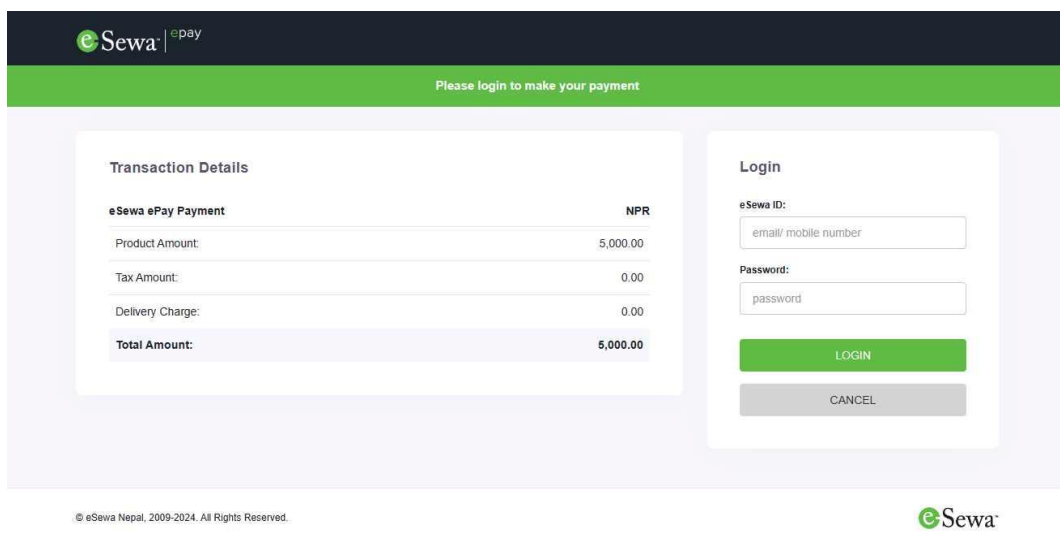 eSewa epay
Please login to make your payment
Transaction Details
eSewa ePay Payment NPR
Product Amount: 5,000.00
Tax Amount: 0.00
Delivery Charge: 0.00
Total Amount: 5,000.00
Login
eSewa ID:
email/ mobile number
Password:
password
LOGIN
CANCEL
© eSewa Nepal, 2009-2024. All Rights Reserved.
eSewa